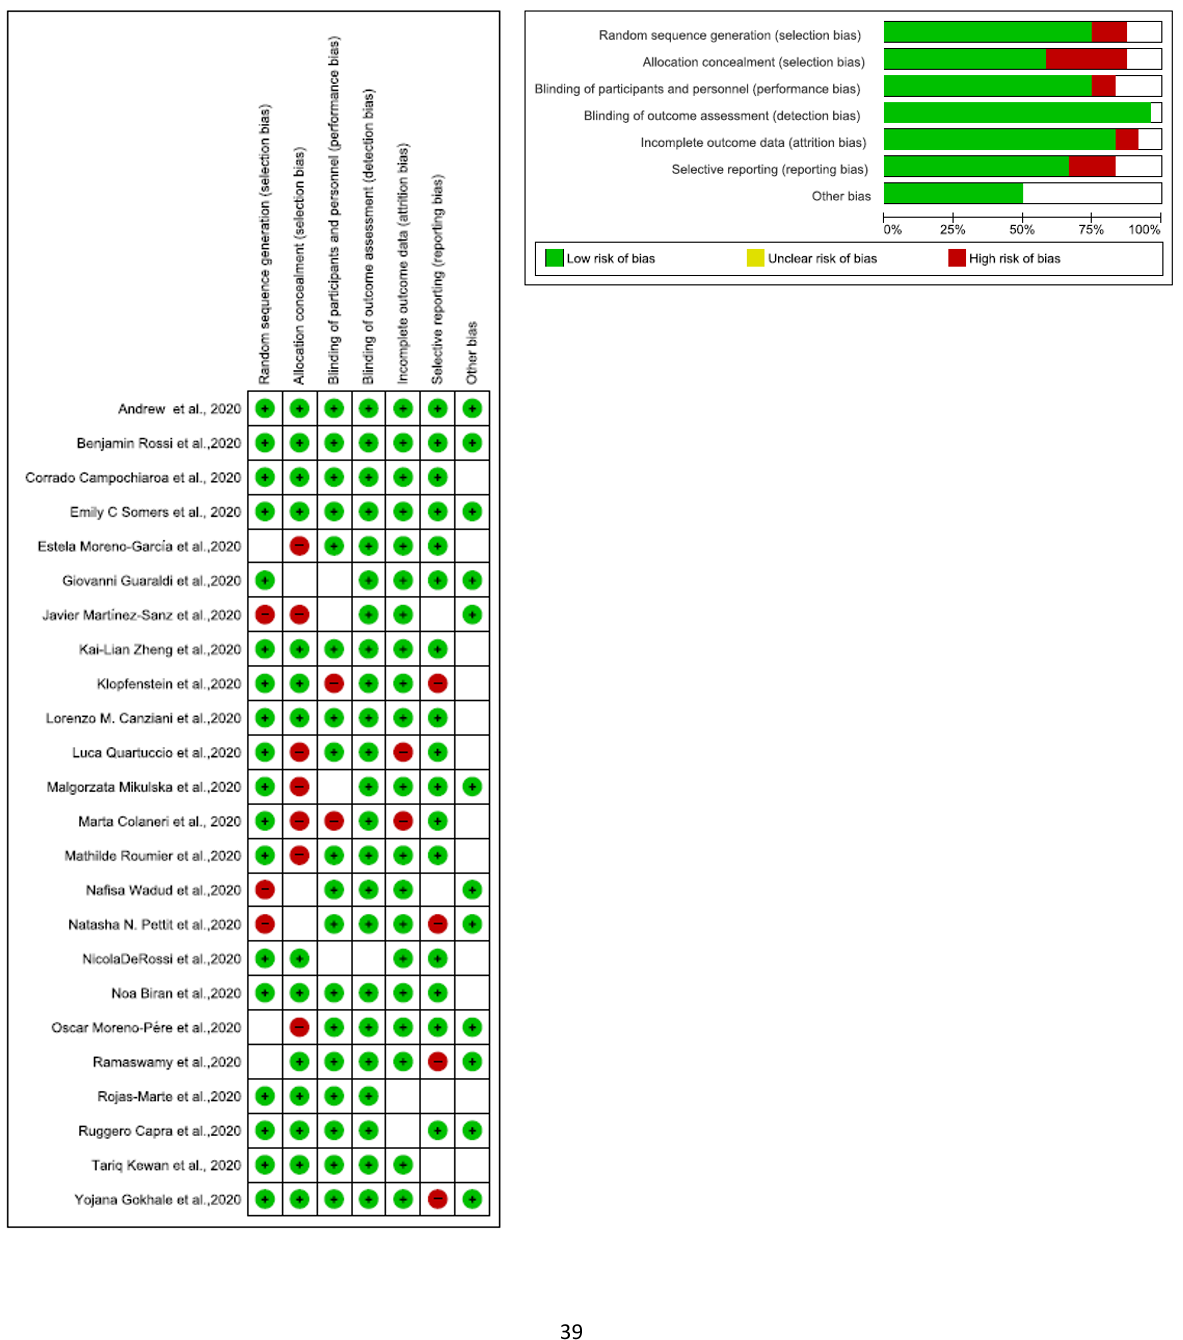 Random sequence generation (selection bias)
Allocation concealment (selection bias)
Blinding of participants and personnel (performance bias)
Blinding of outcome assessment (detection bias)
Incomplete outcome data (attrition bias)
Selective reporting (reporting bias)
Other bias
Andrew et al., 2020
Benjamin Rossi et al.,2020
Corrado Campochiaroa et al., 2020
Emily C Somers et al., 2020
Estela Moreno-García et al.,2020
Giovanni Guaraldi et al.,2020
Javier Martínez-Sanz et al.,2020
Kai-Lian Zheng et al.,2020
Klopfenstein et al.,2020
Lorenzo M. Canziani et al.,2020
Luca Quartuccio et al.,2020
Malgorzata Mikulska et al.,2020
Marta Colaneri et al., 2020
Mathilde Roumier et al.,2020
Nafisa Wadud et al.,2020
Natasha N. Pettit et al.,2020
NicolaDeRossi et al.,2020
Noa Biran et al.,2020
Oscar Moreno-Pére et al.,2020
Ramaswamy et al.,2020
Rojas-Marte et al.,2020
Ruggero Capra et al.,2020
Tariq Kewan et al., 2020
Yojana Gokhale et al.,2020
Random sequence generation (selection bias)
Allocation concealment (selection bias)
Blinding of participants and personnel (performance bias)
Blinding of outcome assessment (detection bias)
Incomplete outcome data (attrition bias)
Selective reporting (reporting bias)
Other bias
0% 25% 50% 75% 100%
Low risk of bias Unclear risk of bias High risk of bias
39